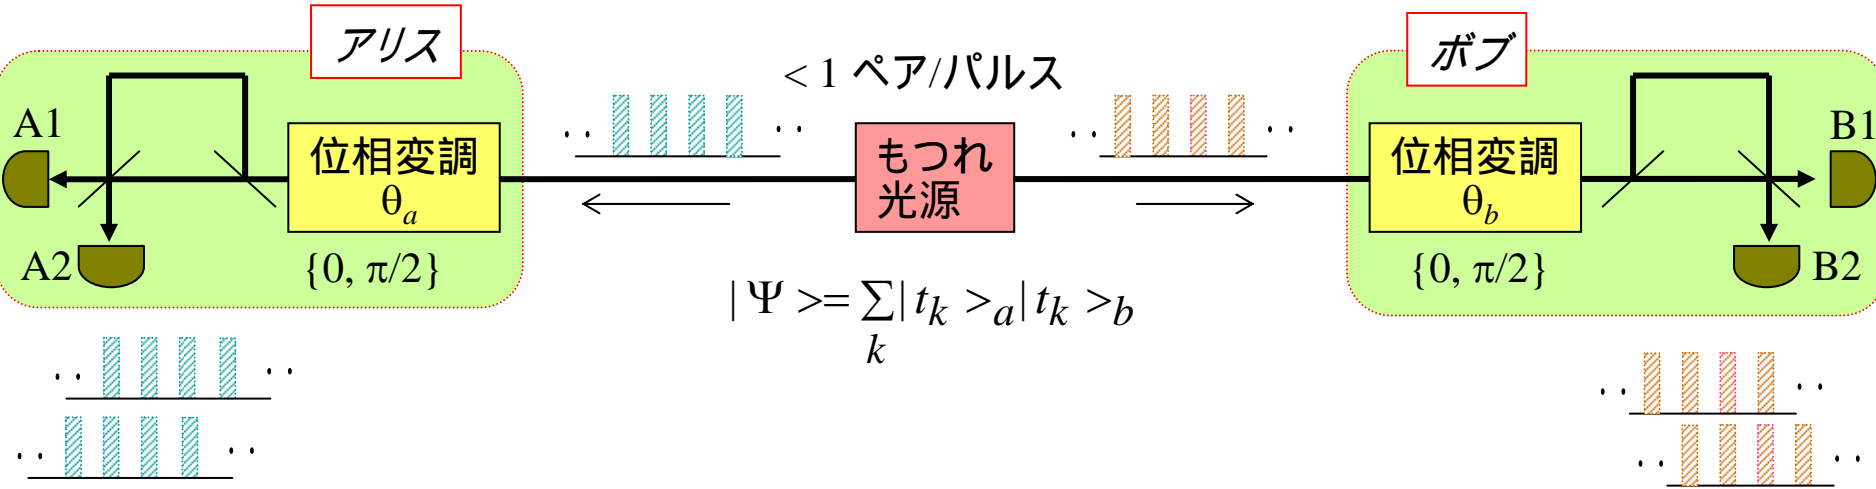 アリス
ボブ
< 1 ペア/パルス
A1
位相変調
θa
もつれ
光源
位相変調
θb
B1
A2
{0, π/2}
{0, π/2}
B2
| Ψ >= ∑ | tk >a | tk >b
k